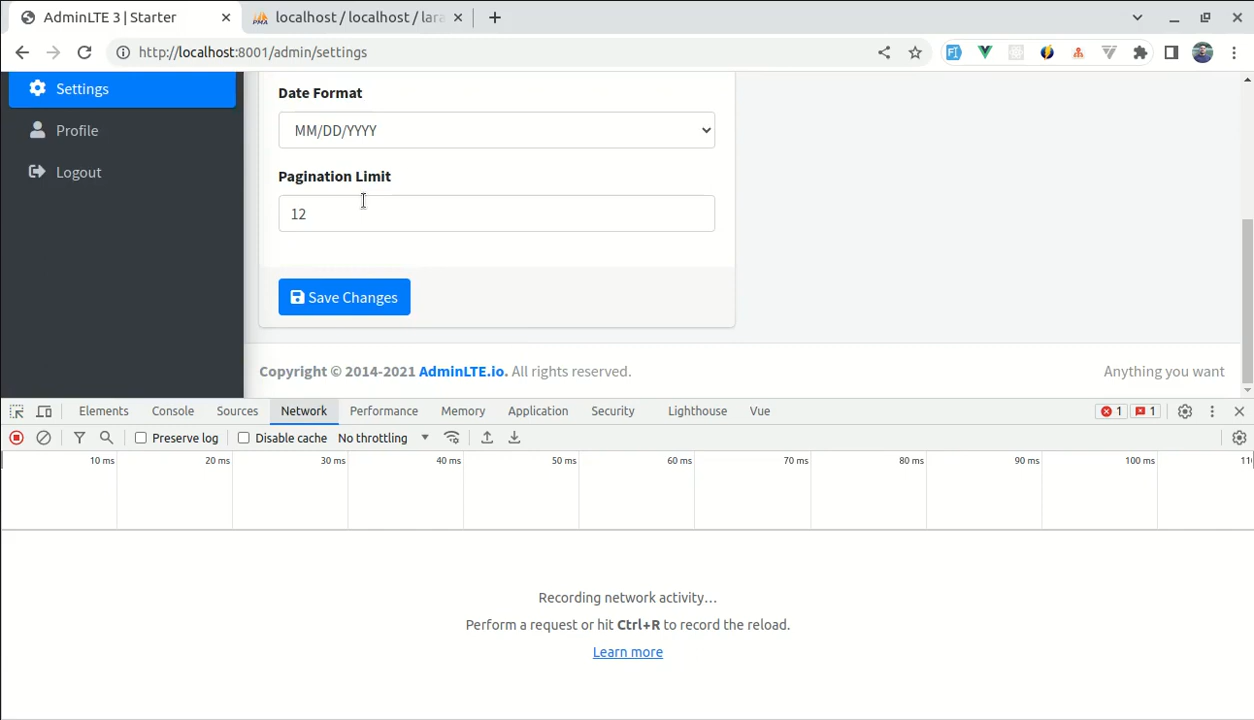 AdminLTE 3 | Starter
localhost / localhost / lara
http://localhost:8001/admin/settings
Settings
Profile
Logout
Date Format
MM/DD/YYYY
Pagination Limit
12
Save Changes
Copyright © 2014-2021 AdminLTE.io. All rights reserved.
Anything you want
Elements Console Sources Network Performance Memory Application Security Lighthouse Vue 1 1
Preserve log Disable cache No throttling
10 ms 20 ms 30 ms 40 ms 50 ms 60 ms 70 ms 80 ms 90 ms 100 ms 11
Recording network activity…
Perform a request or hit Ctrl+R to record the reload.
Learn more